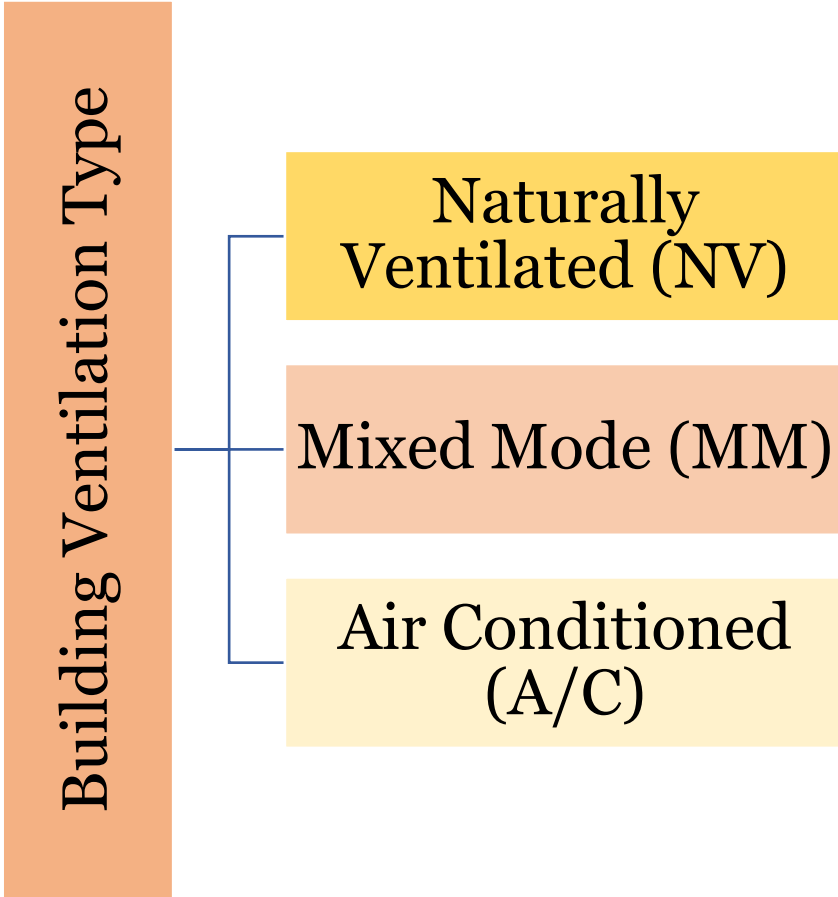 Building Ventilation Type
Naturally
Ventilated (NV)
Mixed Mode (MM)
Air Conditioned
(A/C)